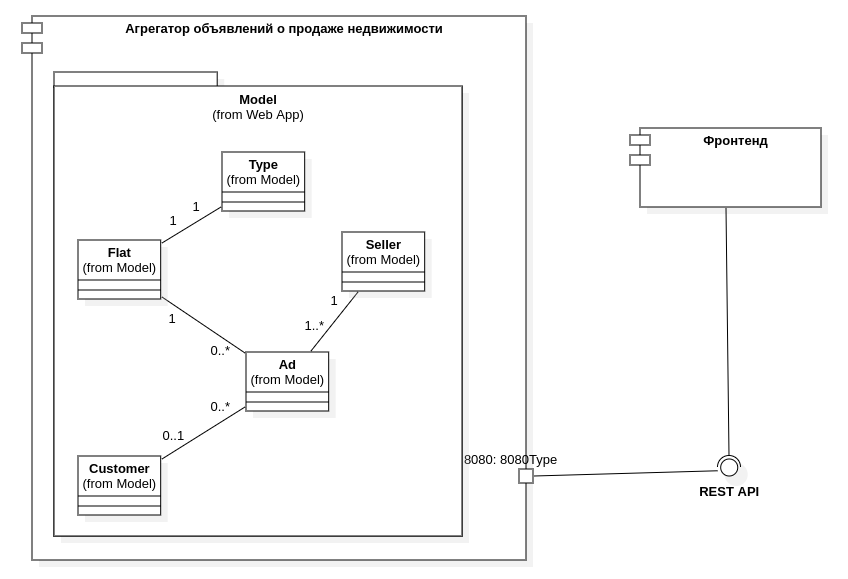 Агрегатор объявлений о продаже недвижимости
Model
(from Web App)
Фронтенд
Type
(from Model)
1
1
Flat
(from Model)
Seller
(from Model)
1
1
1..*
0..*
Ad
(from Model)
0..*
0..1
Customer
(from Model)
8080: 8080Type
REST API